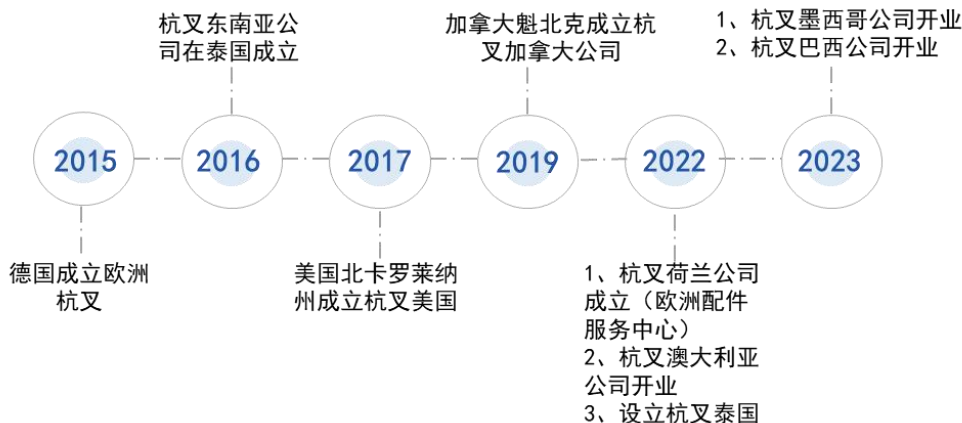 杭叉东南亚公
司在泰国成立
加拿大魁北克成立杭
叉加拿大公司
1、杭叉墨西哥公司开业
2、杭叉巴西公司开业
2015
2016
2017
2019
2022
2023
德国成立欧洲
杭叉
美国北卡罗莱纳
州成立杭叉美国
1、杭叉荷兰公司
成立（欧洲配件
服务中心）
2、杭叉澳大利亚
公司开业
3、设立杭叉泰国